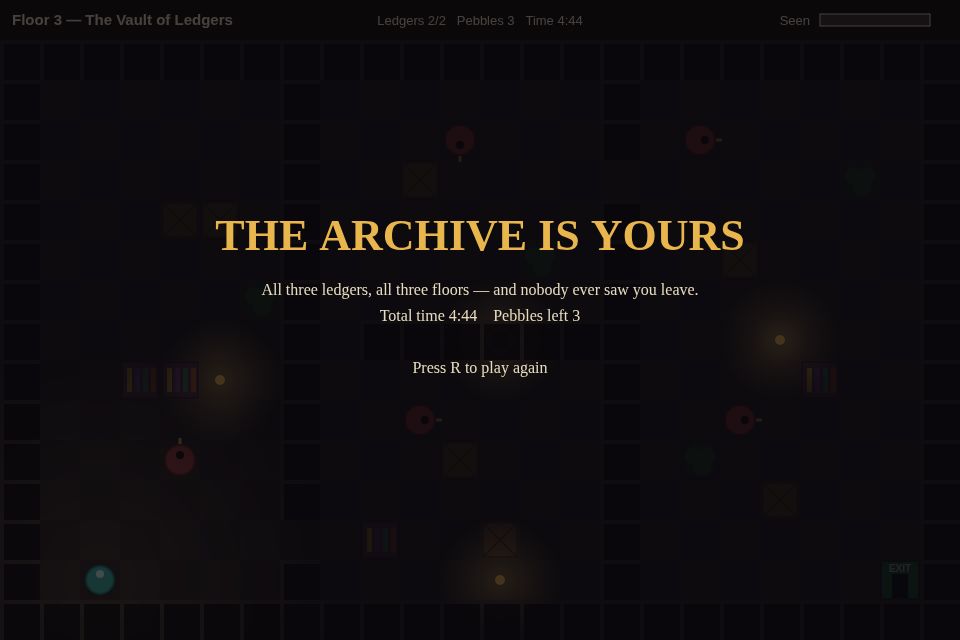 Floor 3 — The Vault of Ledgers
Ledgers 2/2 Pebbles 3 Time 4:44
Seen
THE ARCHIVE IS YOURS
All three ledgers, all three floors — and nobody ever saw you leave.
Total time 4:44 Pebbles left 3
Press R to play again
EXIT